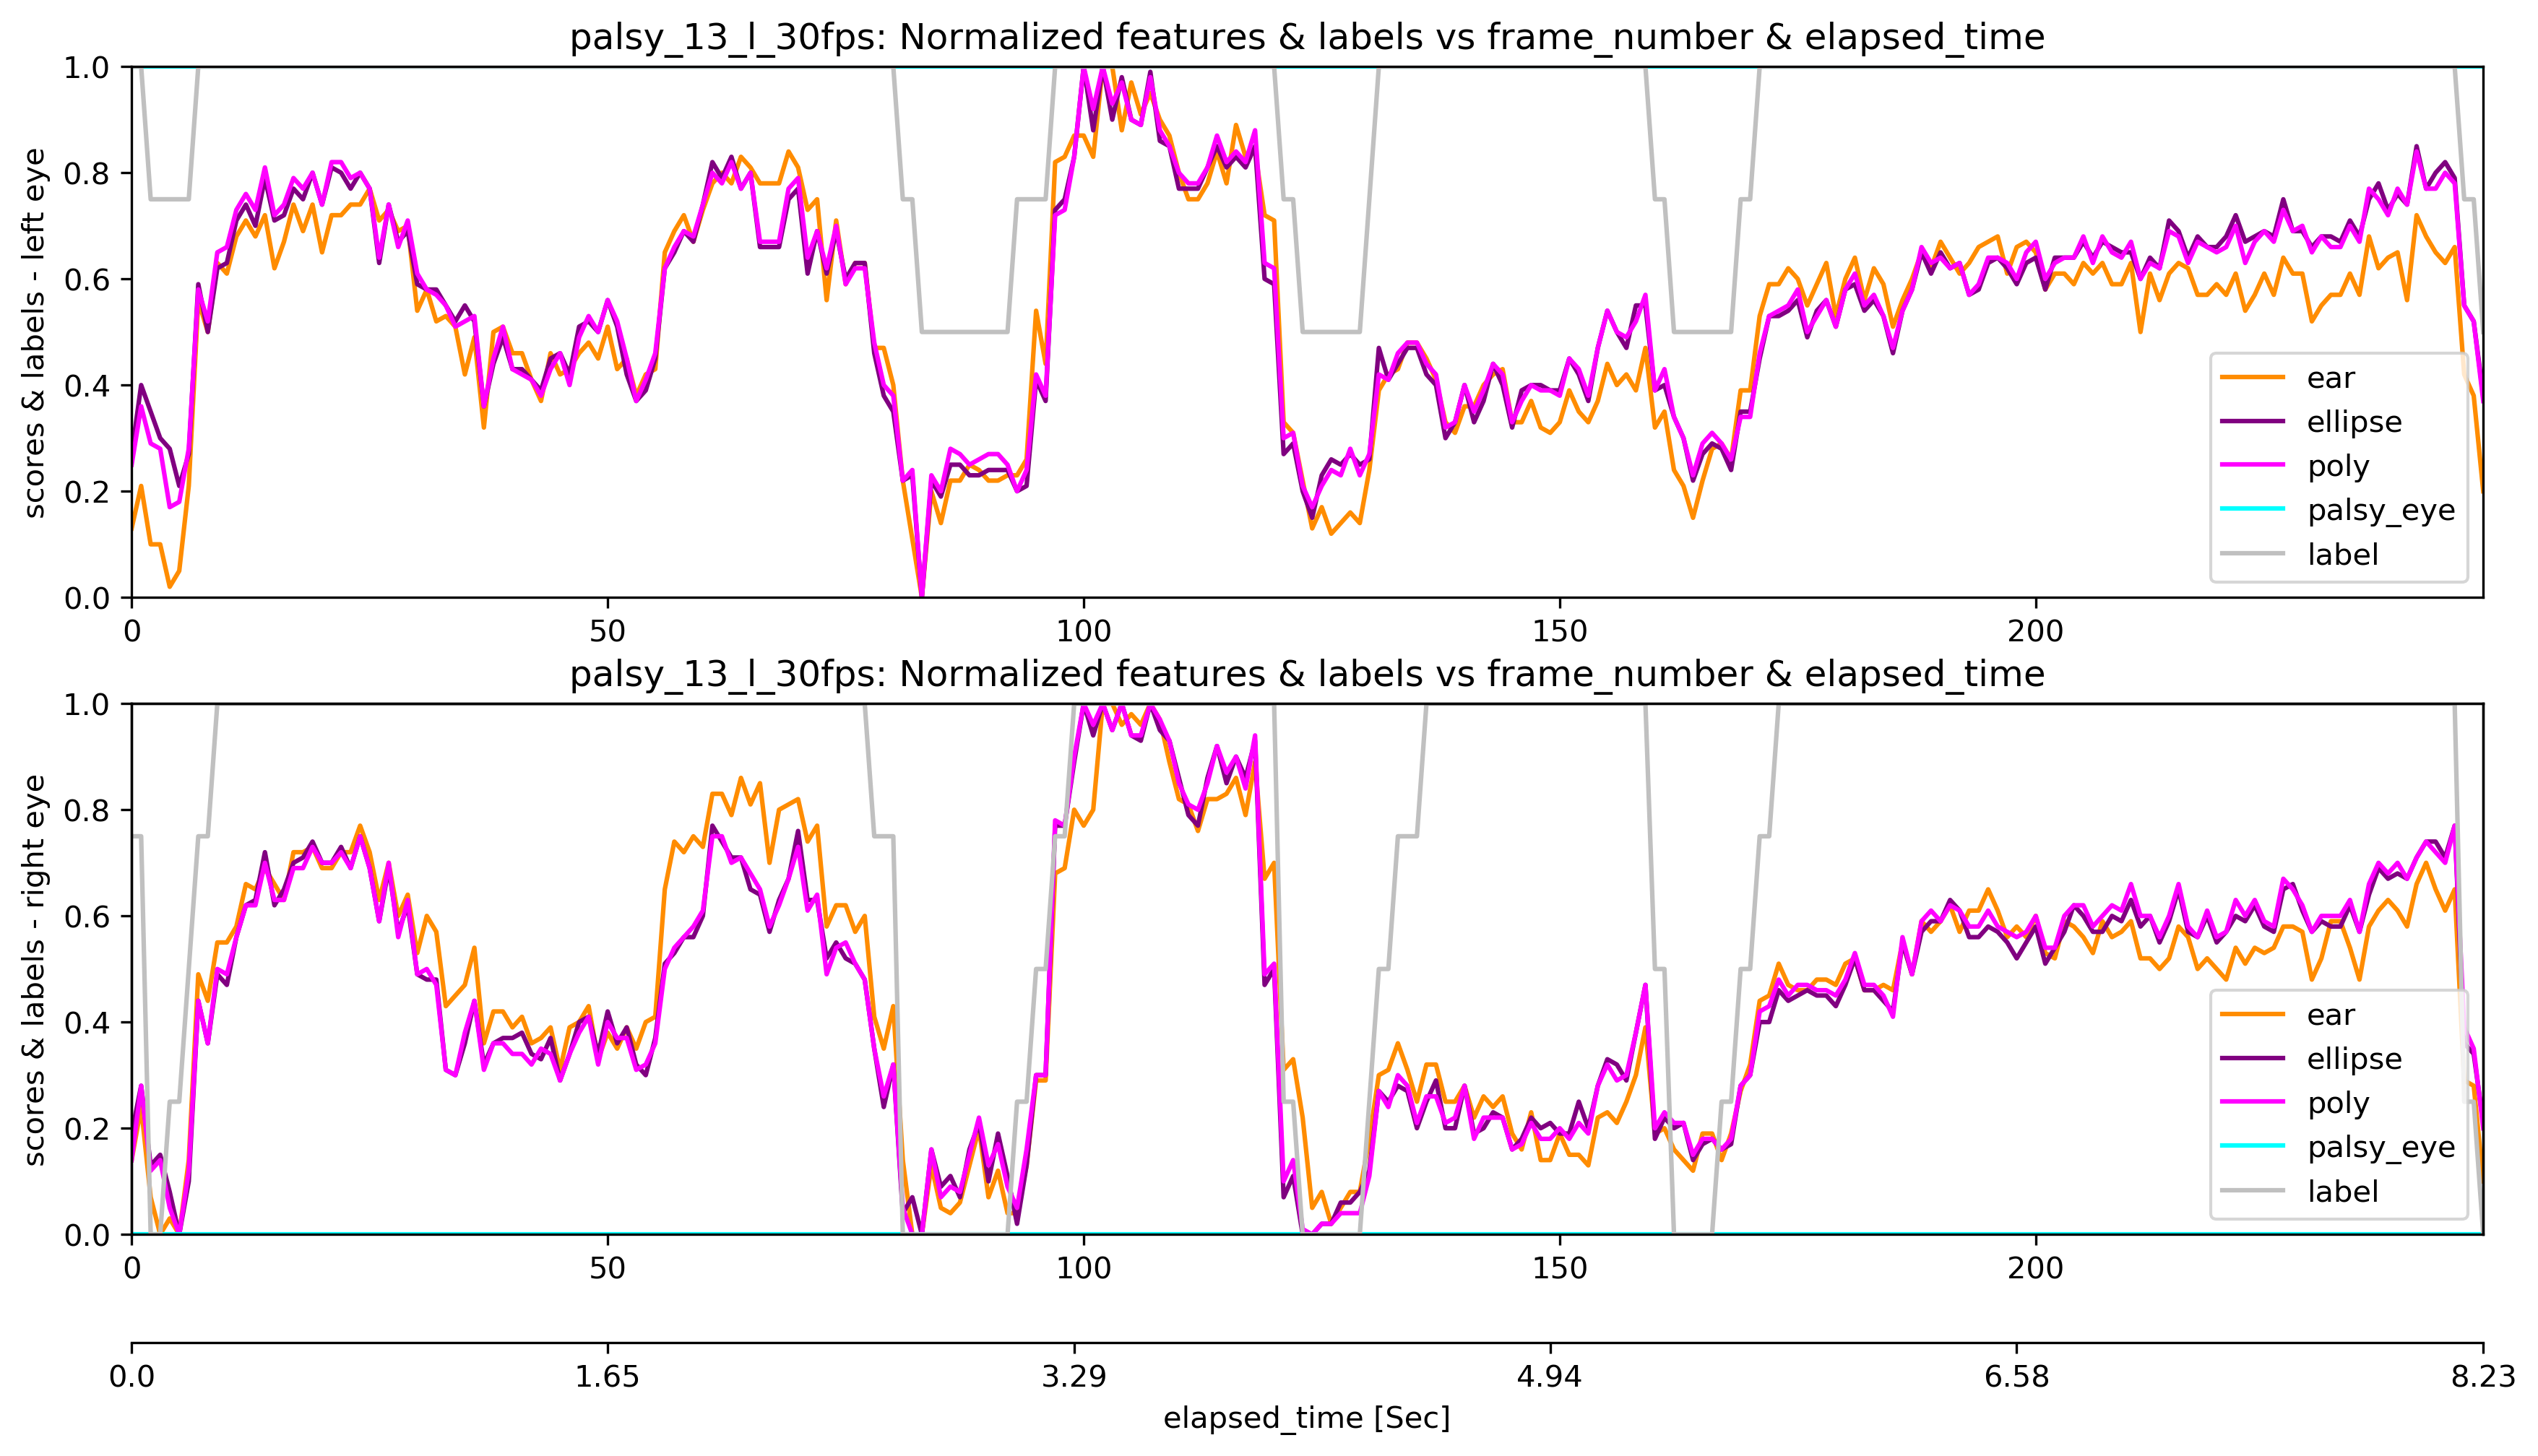 palsy_13_l_30fps: Normalized features & labels vs frame_number & elapsed_time
scores & labels - left eye
1.0
0.8
0.6
0.4
0.2
0.0
0 50 100 150 200
ear
ellipse
poly
palsy_eye
label
palsy_13_l_30fps: Normalized features & labels vs frame_number & elapsed_time
scores & labels - right eye
1.0
0.8
0.6
0.4
0.2
0.0
0 50 100 150 200
ear
ellipse
poly
palsy_eye
label
0.0 1.65 3.29 4.94 6.58 8.23
elapsed_time [Sec]